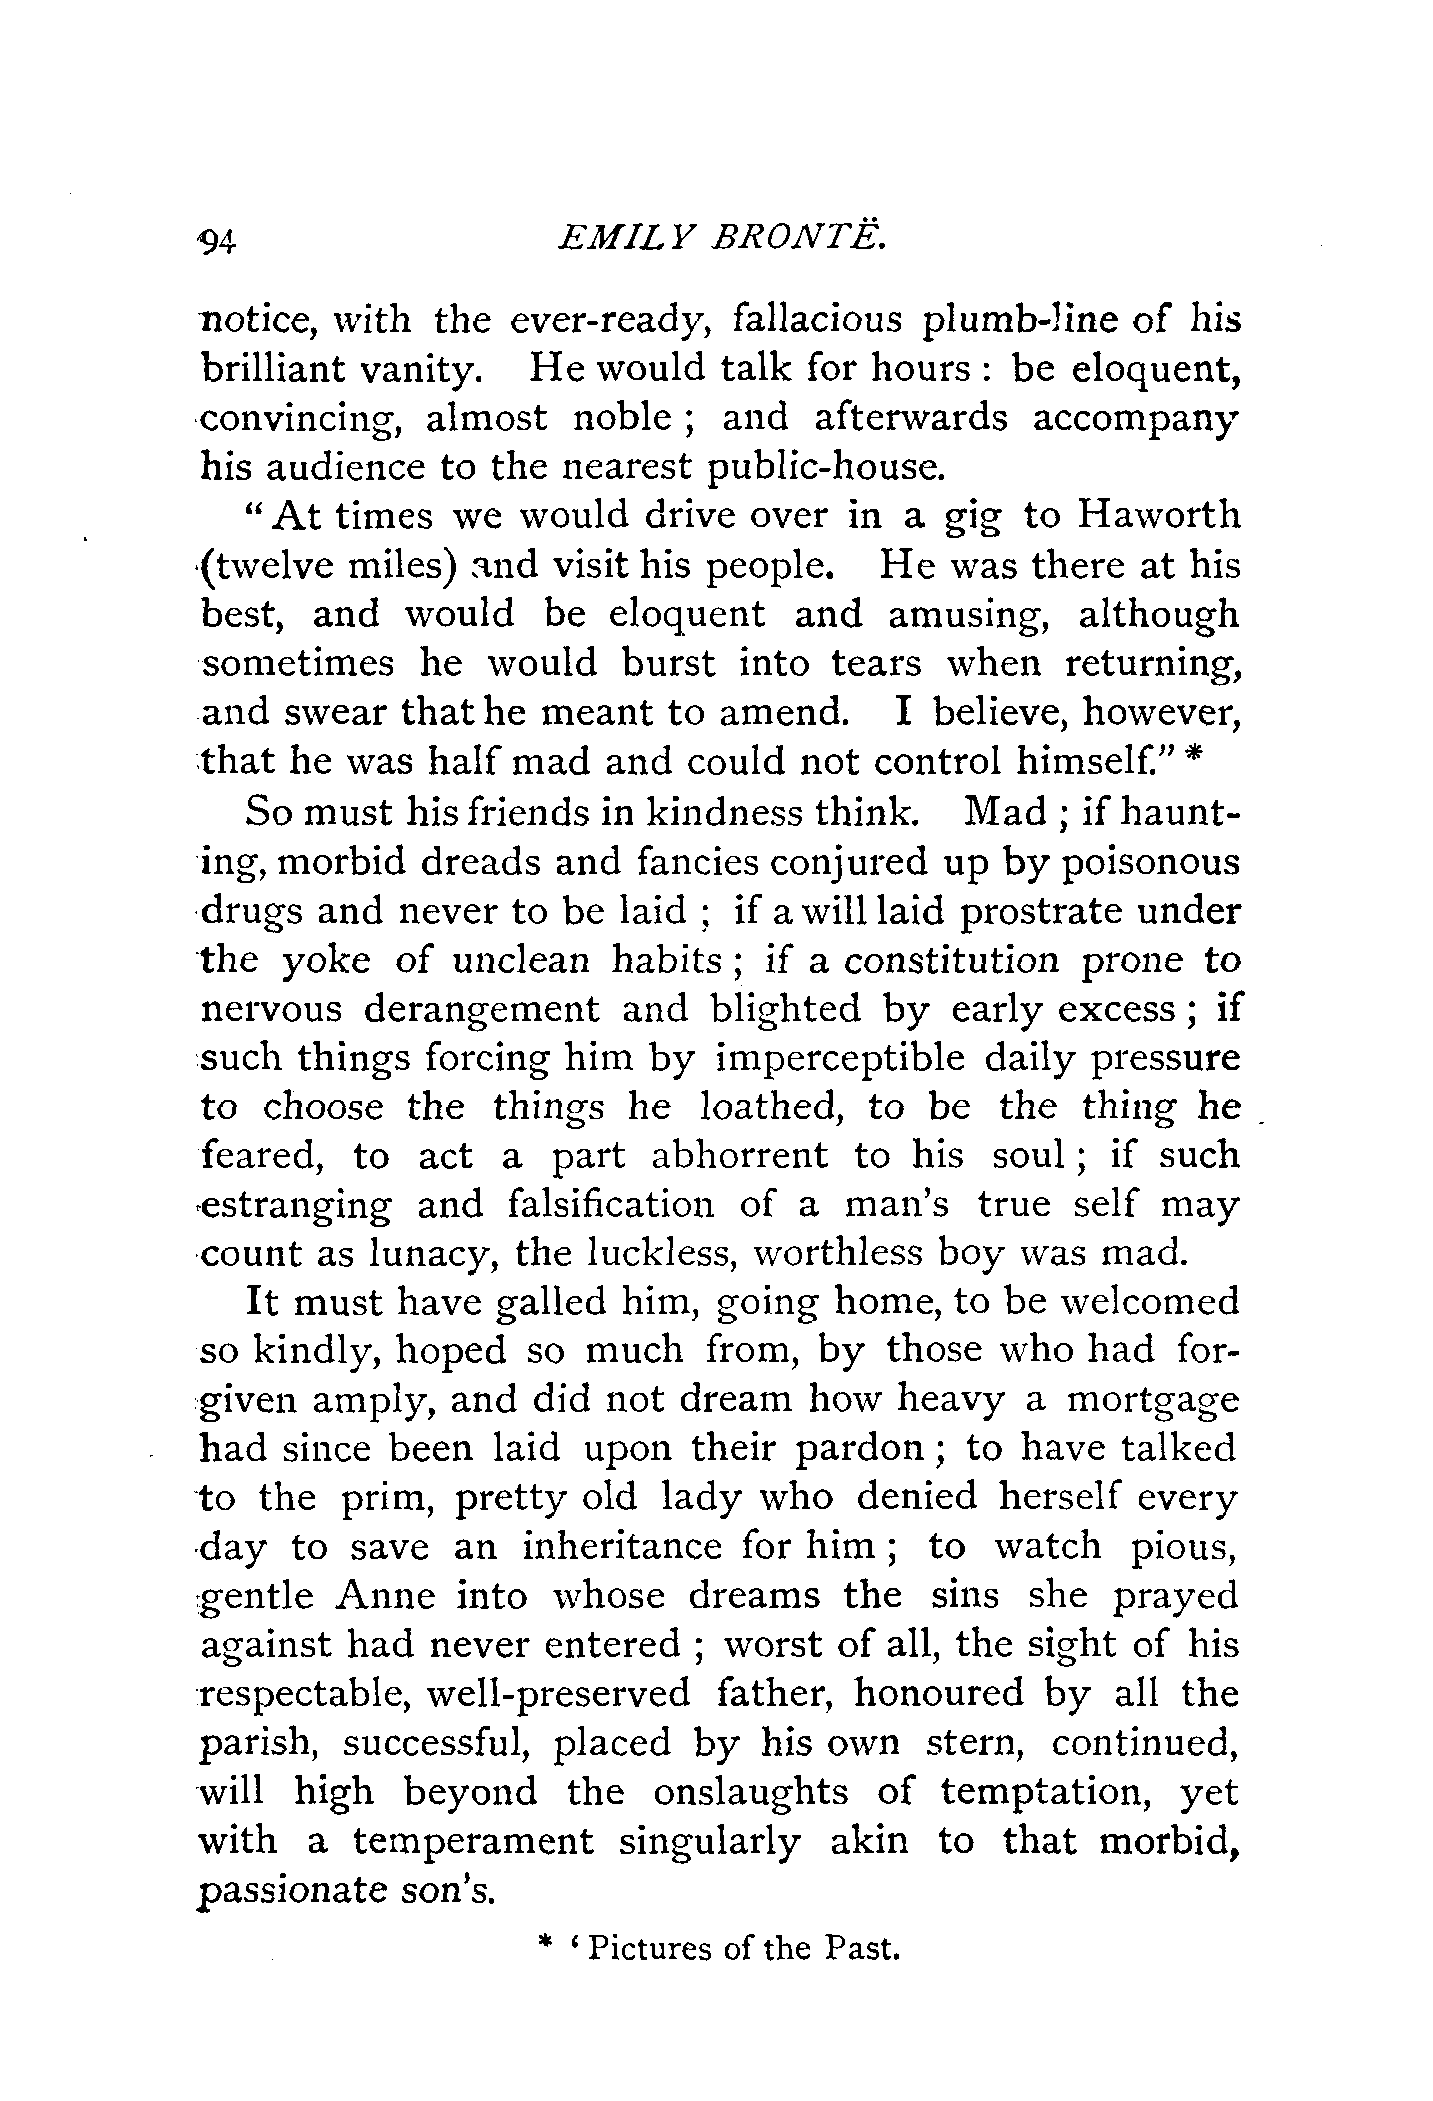 94 EMILY BRONTË.
notice, with the ever-ready, fallacious plumb-line of his
brilliant vanity. He would talk for hours : be eloquent,
convincing, almost noble ; and afterwards accompany
his audience to the nearest public-house.
“ At times we would drive over in a gig to Haworth
(twelve miles) and visit his people. He was there at his
best, and would be eloquent and amusing, although
sometimes he would burst into tears when returning,
and swear that he meant to amend. I believe, however,
that he was half mad and could not control himself.” *
So must his friends in kindness think. Mad ; if haunt-
ing, morbid dreads and fancies conjured up by poisonous
drugs and never to be laid ; if a will laid prostrate under
the yoke of unclean habits ; if a constitution prone to
nervous derangement and blighted by early excess ; if
such things forcing him by imperceptible daily pressure
to choose the things he loathed, to be the thing he
feared, to act a part abhorrent to his soul ; if such
estranging and falsification of a man's true self may
count as lunacy, the luckless, worthless boy was mad.
It must have galled him, going home, to be welcomed
so kindly, hoped so much from, by those who had for-
given amply, and did not dream how heavy a mortgage
had since been laid upon their pardon ; to have talked
to the prim, pretty old lady who denied herself every
day to save an inheritance for him ; to watch pious,
gentle Anne into whose dreams the sins she prayed
against had never entered ; worst of all, the sight of his
respectable, well-preserved father, honoured by all the
parish, successful, placed by his own stern, continued,
will high beyond the onslaughts of temptation, yet
with a temperament singularly akin to that morbid,
passionate son's.
* ‘ Pictures of the Past.